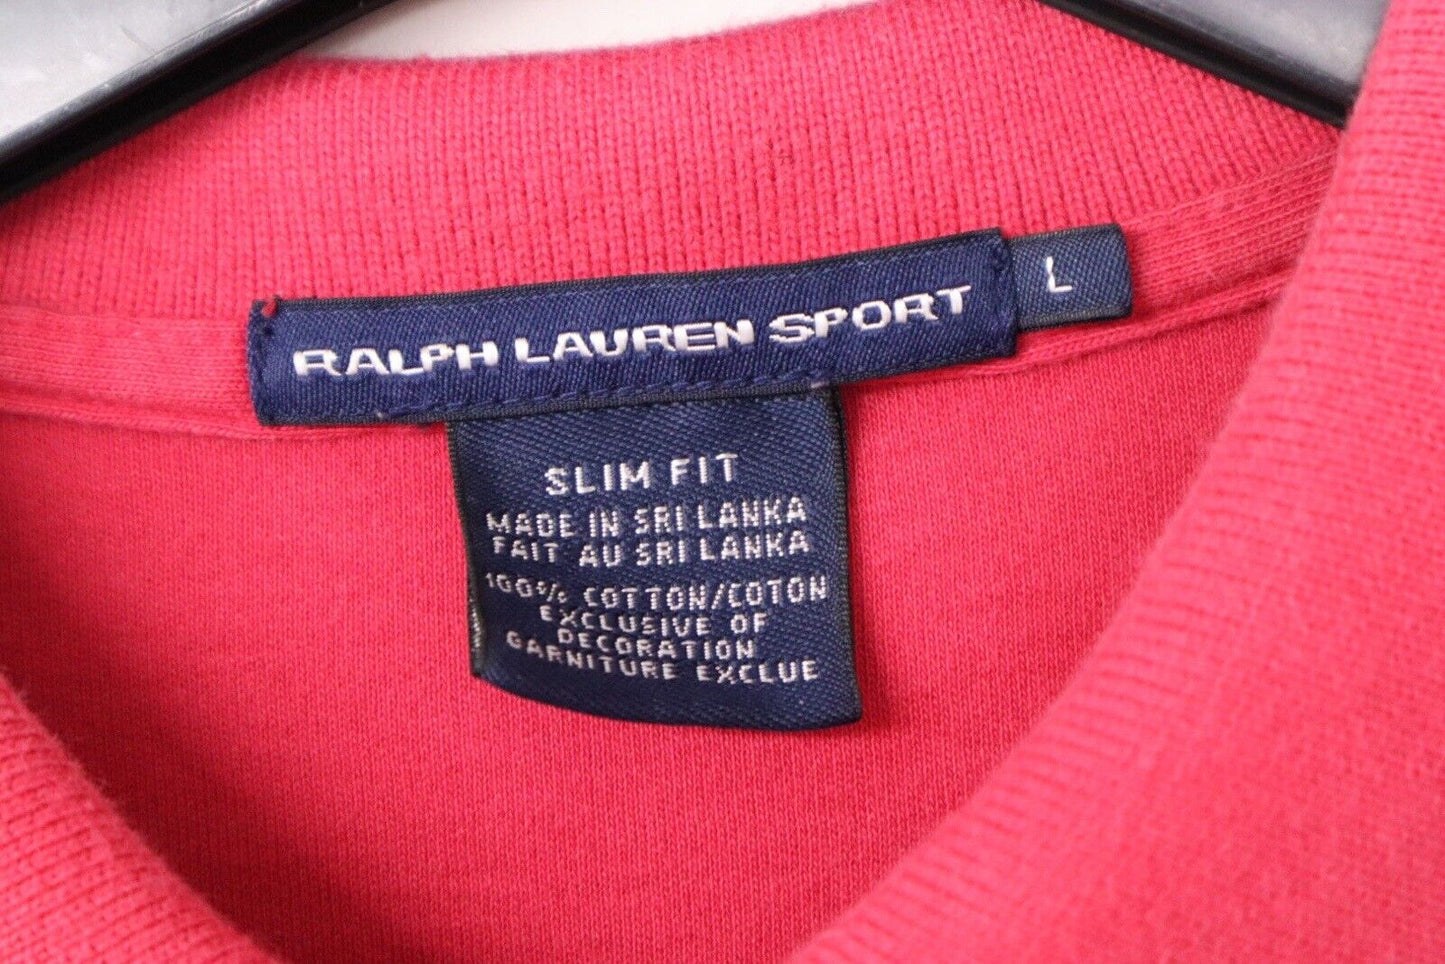 RALPH LAUREN SPORT
L
SLIM FIT
MADE IN SRI LANKA
FAIT AU SRI LANKA
100% COTTON/COTON
EXCLUSIVE OF
DECORATION
GARNITURE EXCLUE